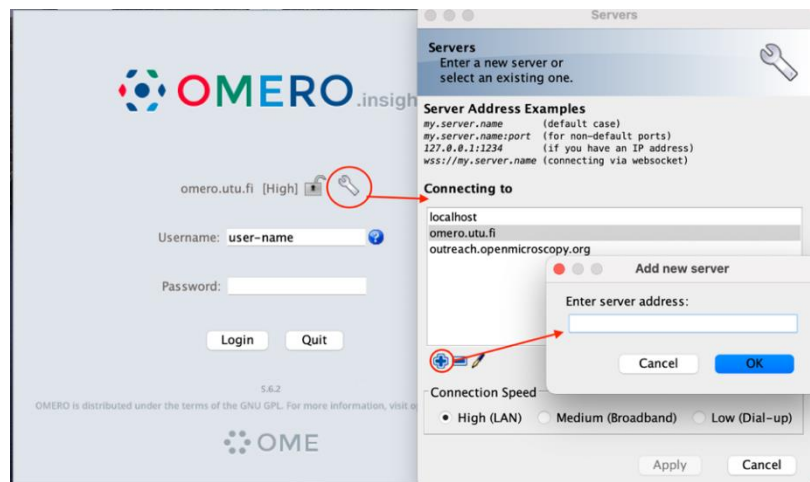 OMERO.insigh
omero.utu.fi [High]
Username: user-name
Password:
Login Quit
5.6.2
OMERO is distributed under the terms of the GNU GPL. For more information, visit o
OME
Servers
Servers
Enter a new server or
select an existing one.
Server Address Examples
my.server.name (default case)
my.server.name:port (for non-default ports)
127.0.0.1:1234 (if you have an IP address)
wss://my.server.name (connecting via websocket)
Connecting to
localhost
omero.utu.fi
outreach.openmicroscopy.org
Add new server
Enter server address:
Cancel OK
Connection Speed
High (LAN) Medium (Broadband) Low (Dial-up)
Apply Cancel